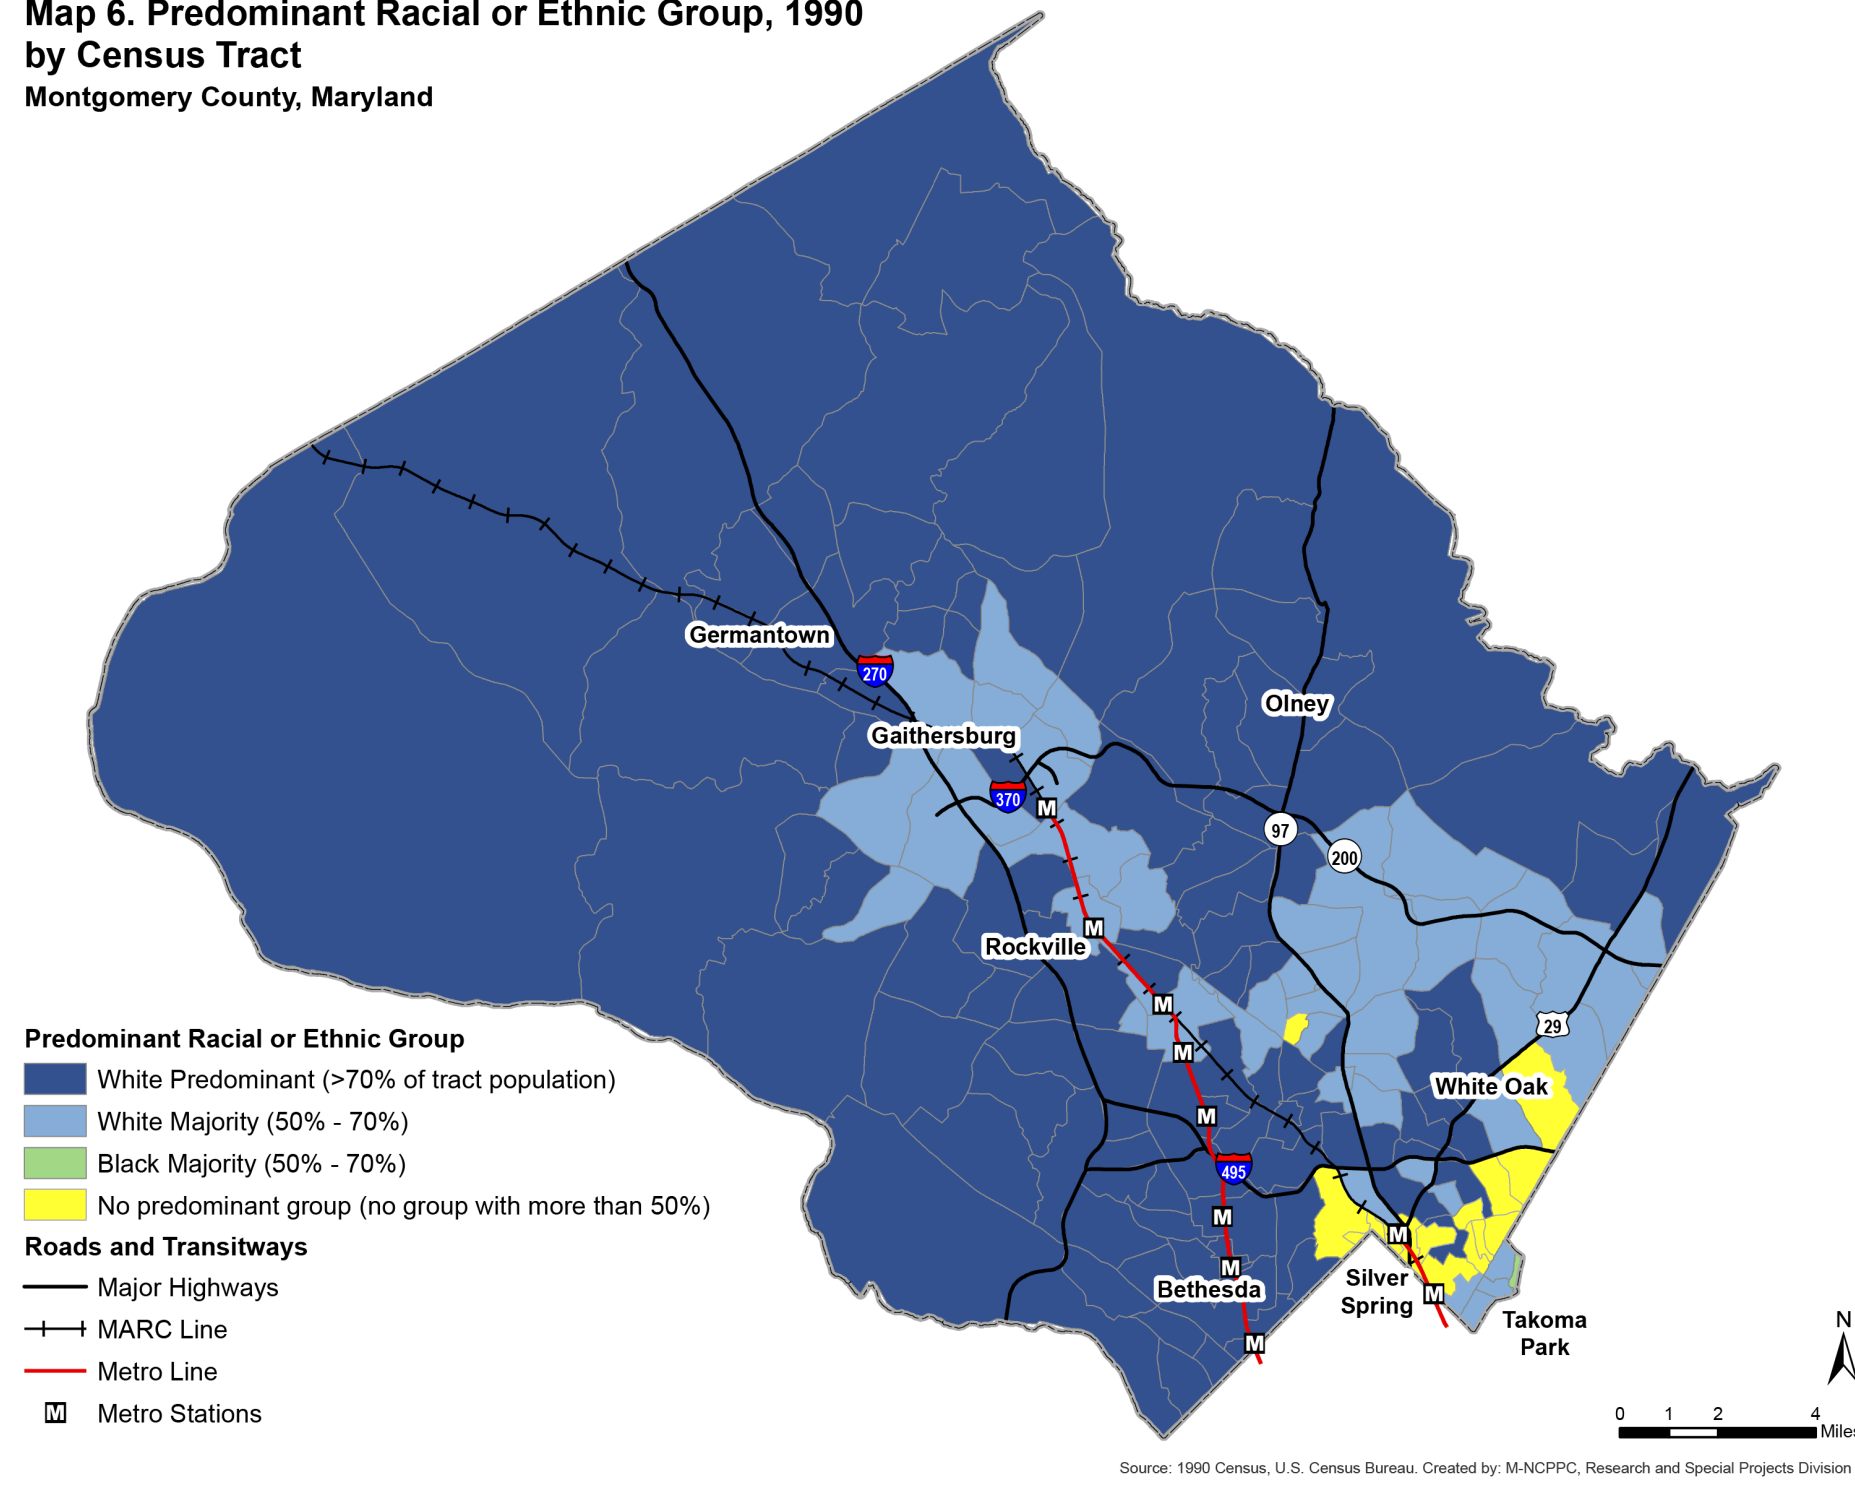 Map 6. Predominant Racial or Ethnic Group, 1990
by Census Tract
Montgomery County, Maryland
Germantown
270
Olney
Gaithersburg
370
97
200
M
M
Rockville
M
29
M
White Oak
M
495
M
M
M
Bethesda
Silver
Spring
M
Takoma
Park
M
Predominant Racial or Ethnic Group
White Predominant (>70% of tract population)
White Majority (50% - 70%)
Black Majority (50% - 70%)
No predominant group (no group with more than 50%)
Roads and Transitways
Major Highways
MARC Line
Metro Line
M Metro Stations
N
0 1 2 4
Miles
Source: 1990 Census, U.S. Census Bureau. Created by: M-NCPPC, Research and Special Projects Division